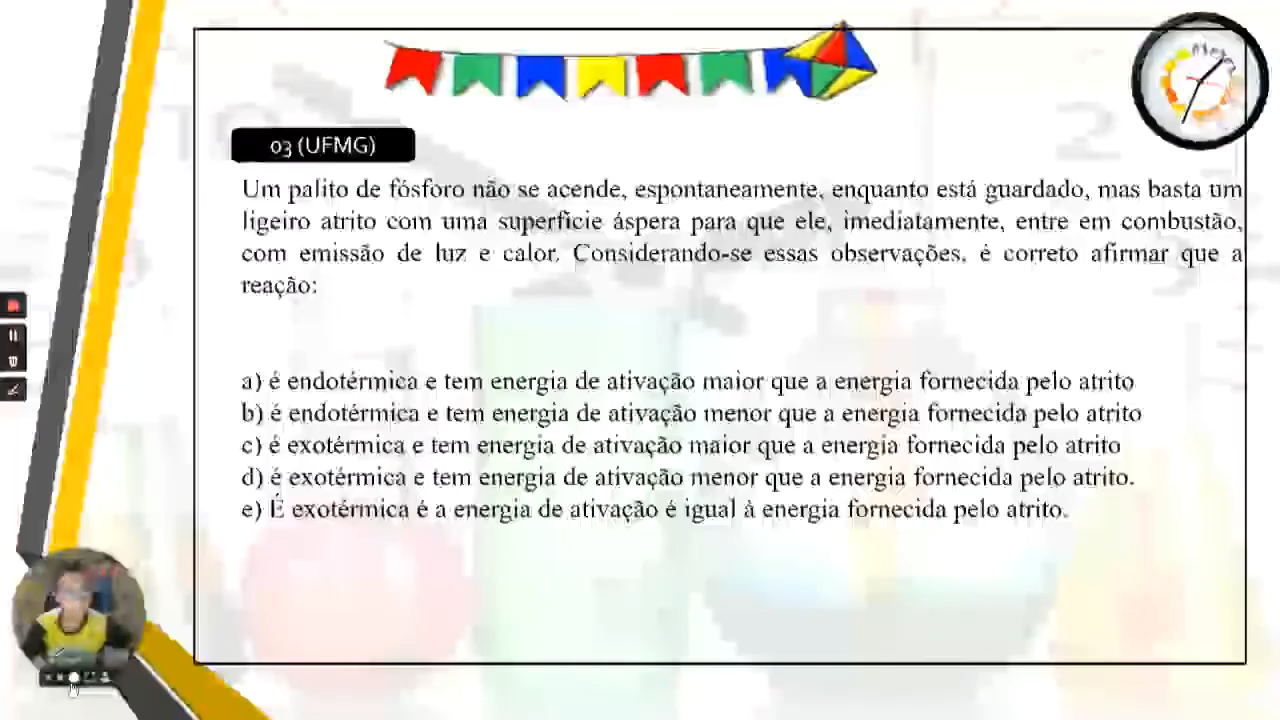 03 (UFMG)
Um palito de fósforo não se acende, espontaneamente, enquanto está guardado, mas basta um
ligeiro atrito com uma superfície áspera para que ele, imediatamente, entre em combustão,
com emissão de luz e calor. Considerando-se essas observações, é correto afirmar que a
reação:
a) é endotérmica e tem energia de ativação maior que a energia fornecida pelo atrito
b) é endotérmica e tem energia de ativação menor que a energia fornecida pelo atrito
c) é exotérmica e tem energia de ativação maior que a energia fornecida pelo atrito
d) é exotérmica e tem energia de ativação menor que a energia fornecida pelo atrito.
e) É exotérmica é a energia de ativação é igual à energia fornecida pelo atrito.